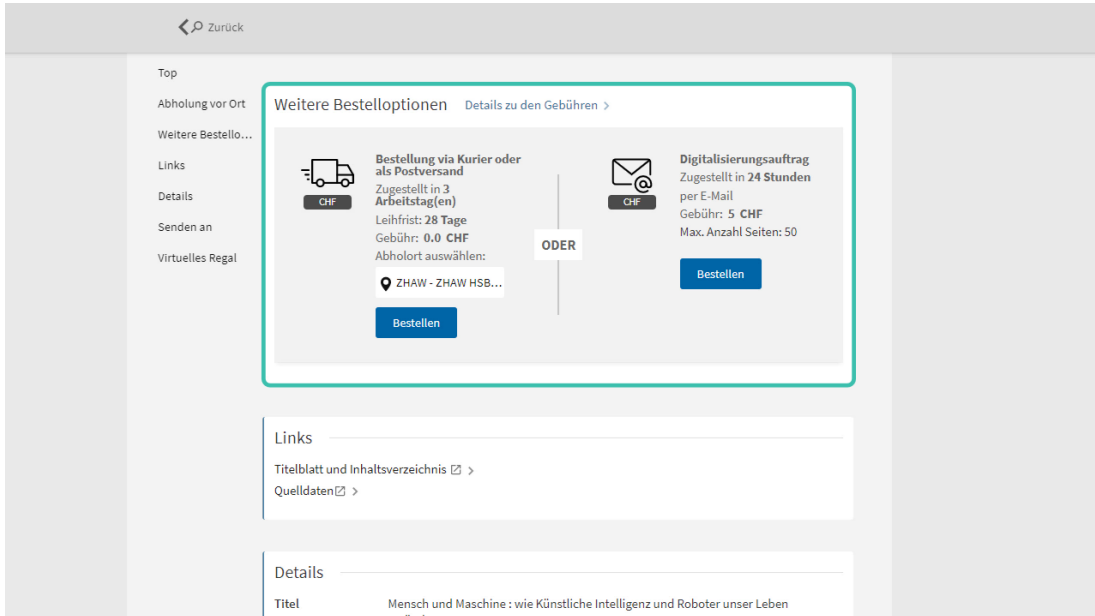 Zurück
Top
Abholung vor Ort
Weitere Bestello...
Links
Details
Senden an
Virtuelles Regal
Weitere Bestelloptionen Details zu den Gebühren >
CHF
Bestellung via Kurier oder
als Postversand
Zugestellt in 3
Arbeitstag(en)
Leihfrist: 28 Tage
Gebühr: 0.0 CHF
Abholort auswählen:
ZHAW - ZHAW HSB...
Bestellen
ODER
CHF
Digitalisierungsauftrag
Zugestellt in 24 Stunden
per E-Mail
Gebühr: 5 CHF
Max. Anzahl Seiten: 50
Bestellen
Links
Titelblatt und Inhaltsverzeichnis >
Quelldaten >
Details
Titel Mensch und Maschine : wie Künstliche Intelligenz und Roboter unser Leben